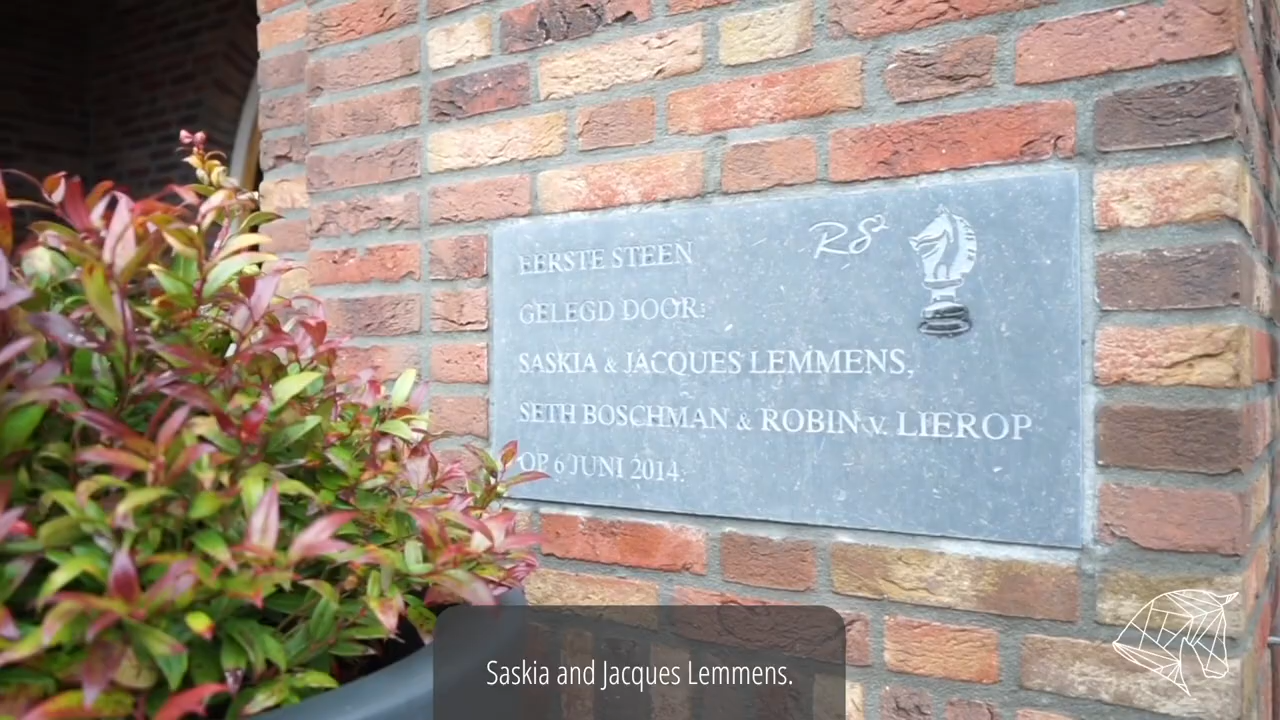 EERSTE STEEN
RS
GELEGD DOOR:
SASKIA & JACQUES LEMMENS,
SETH BOSCHMAN & ROBIN v. LIEROP
OP 6 JUNI 2014.
Saskia and Jacques Lemmens.